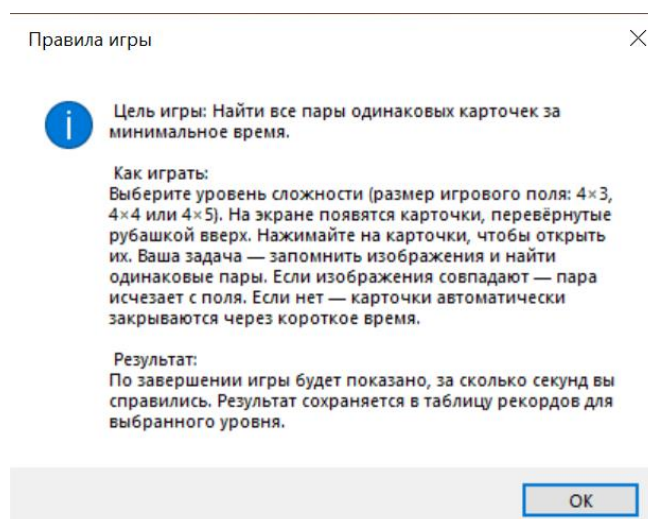 Правила игры
Цель игры: Найти все пары одинаковых карточек за
минимальное время.
Как играть:
Выберите уровень сложности (размер игрового поля: 4×3,
4×4 или 4×5). На экране появятся карточки, перевёрнутые
рубашкой вверх. Нажимайте на карточки, чтобы открыть
их. Ваша задача — запомнить изображения и найти
одинаковые пары. Если изображения совпадают — пара
исчезает с поля. Если нет — карточки автоматически
закрываются через короткое время.
Результат:
По завершении игры будет показано, за сколько секунд вы
справились. Результат сохраняется в таблицу рекордов для
выбранного уровня.
ОК